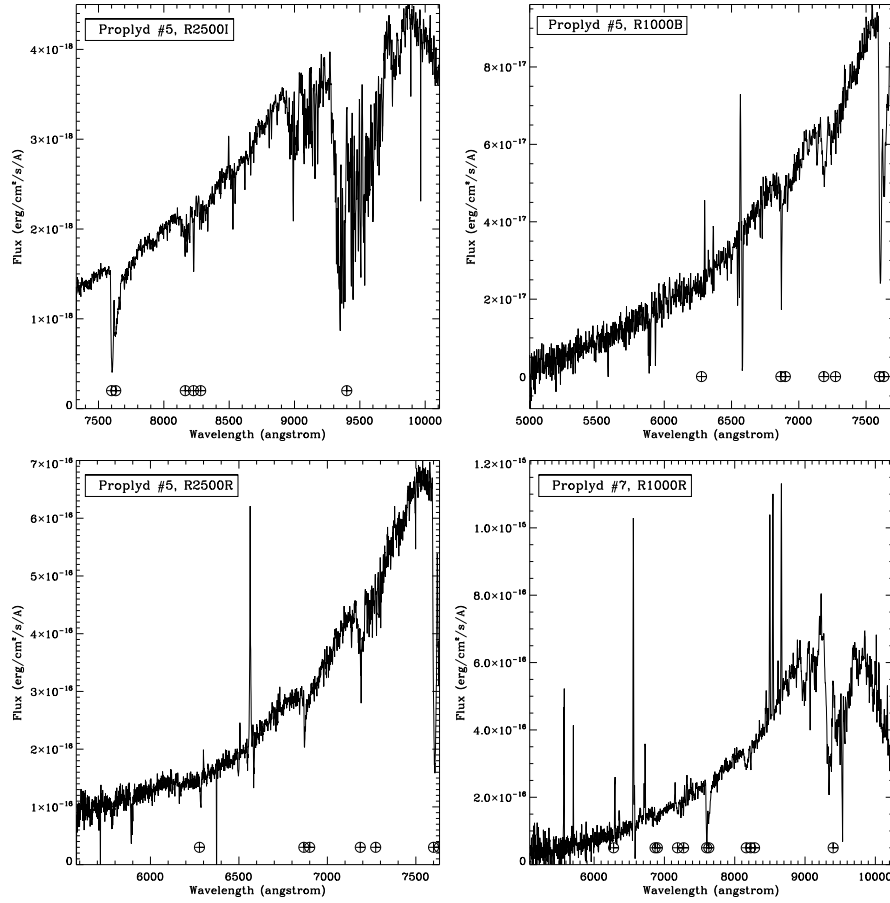 Proplyd #5, R2500I
Flux (erg/cm²/s/A)
4×10⁻¹⁸
3×10⁻¹⁸
2×10⁻¹⁸
1×10⁻¹⁸
0
7500 8000 8500 9000 9500 10000
Wavelength (angstrom)
Proplyd #5, R1000B
Flux (erg/cm²/s/A)
8×10⁻¹⁷
6×10⁻¹⁷
4×10⁻¹⁷
2×10⁻¹⁷
0
5000 5500 6000 6500 7000 7500
Wavelength (angstrom)
Proplyd #5, R2500R
Flux (erg/cm²/s/A)
7×10⁻¹⁶
6×10⁻¹⁶
5×10⁻¹⁶
4×10⁻¹⁶
3×10⁻¹⁶
2×10⁻¹⁶
1×10⁻¹⁶
0
6000 6500 7000 7500
Wavelength (angstrom)
Proplyd #7, R1000R
Flux (erg/cm²/s/A)
1.2×10⁻¹⁵
1.0×10⁻¹⁵
8.0×10⁻¹⁶
6.0×10⁻¹⁶
4.0×10⁻¹⁶
2.0×10⁻¹⁶
0
6000 7000 8000 9000 10000
Wavelength (angstrom)